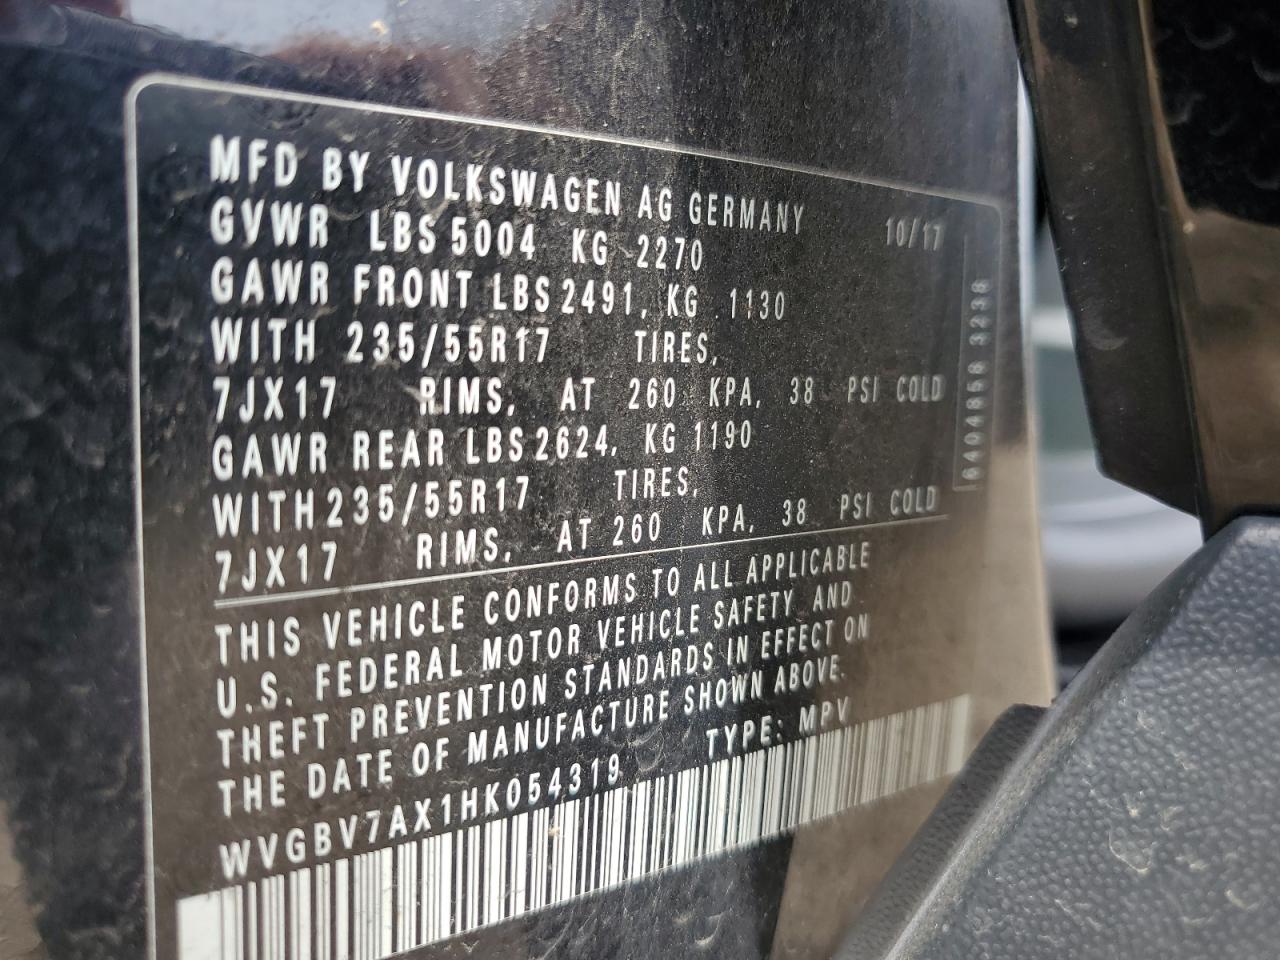 MFD BY VOLKSWAGEN AG GERMANY 10/17
GVWR LBS 5004 KG 2270
GAWR FRONT LBS 2491, KG 1130
WITH 235/55R17 TIRES,
7JX17 RIMS, AT 260 KPA, 38 PSI COLD
GAWR REAR LBS 2624, KG 1190
WITH 235/55R17 TIRES,
7JX17 RIMS, AT 260 KPA, 38 PSI COLD
THIS VEHICLE CONFORMS TO ALL APPLICABLE
U.S. FEDERAL MOTOR VEHICLE SAFETY AND
THEFT PREVENTION STANDARDS IN EFFECT ON
THE DATE OF MANUFACTURE SHOWN ABOVE.
WVGBV7AX1HK054319 TYPE: MPV